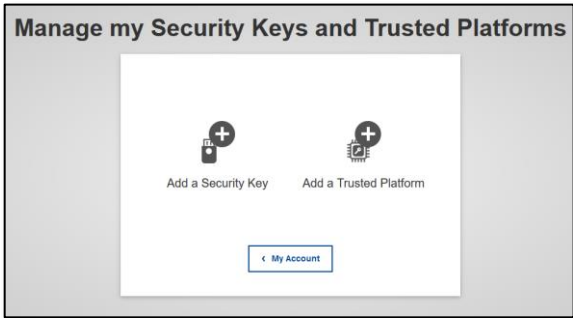 Manage my Security Keys and Trusted Platforms
Add a Security Key
Add a Trusted Platform
‹ My Account